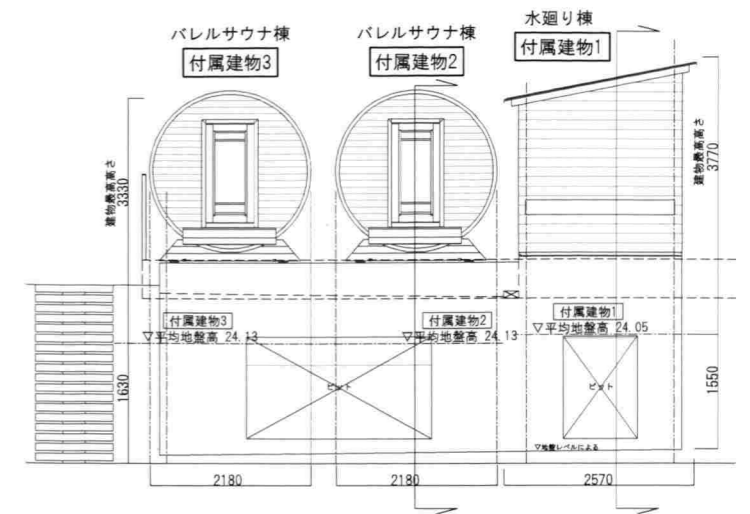 バレルサウナ棟
付属建物3
バレルサウナ棟
付属建物2
水廻り棟
付属建物1
建物最高高さ
3330
建物最高高さ
3770
付属建物3
▽平均地盤高 24.13
付属建物2
▽平均地盤高 24.13
付属建物1
▽平均地盤高 24.05
1630
ピット
ピット
1550
▽地盤レベルによる
2180
2180
2570